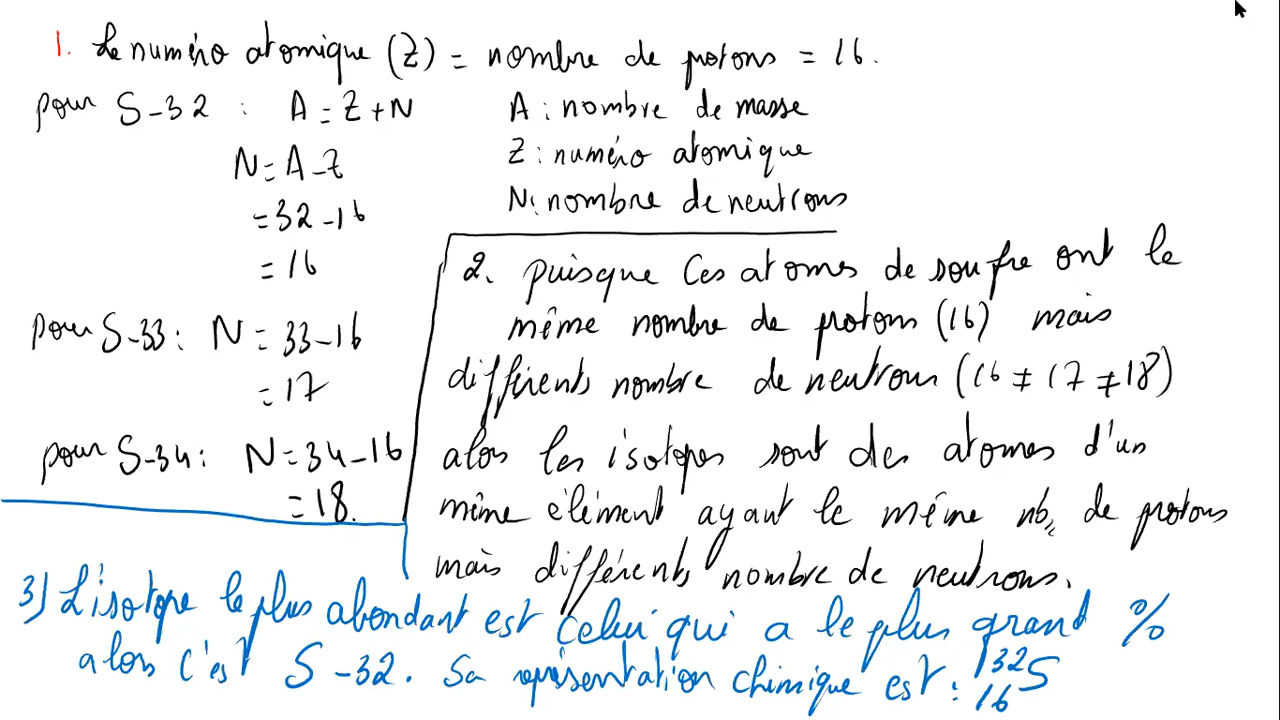 1. Le numéro atomique (Z) = nombre de protons = 16.
pour S-32 : A = Z + N
N = A - Z
= 32 - 16
= 16
A : nombre de masse
Z : numéro atomique
N : nombre de neutrons
pour S-33 : N = 33 - 16
= 17
pour S-34 : N = 34 - 16
= 18.
2. Puisque ces atomes de soufre ont le
même nombre de protons (16) mais
différents nombre de neutrons (16 ≠ 17 ≠ 18)
alors les isotopes sont des atomes d'un
même élément ayant le même nb, de protons
mais différents nombre de neutrons.
3) L'isotope le plus abondant est celui qui a le plus grand %
alors c'est S-32. Sa représentation chimique est : ³²₁₆S